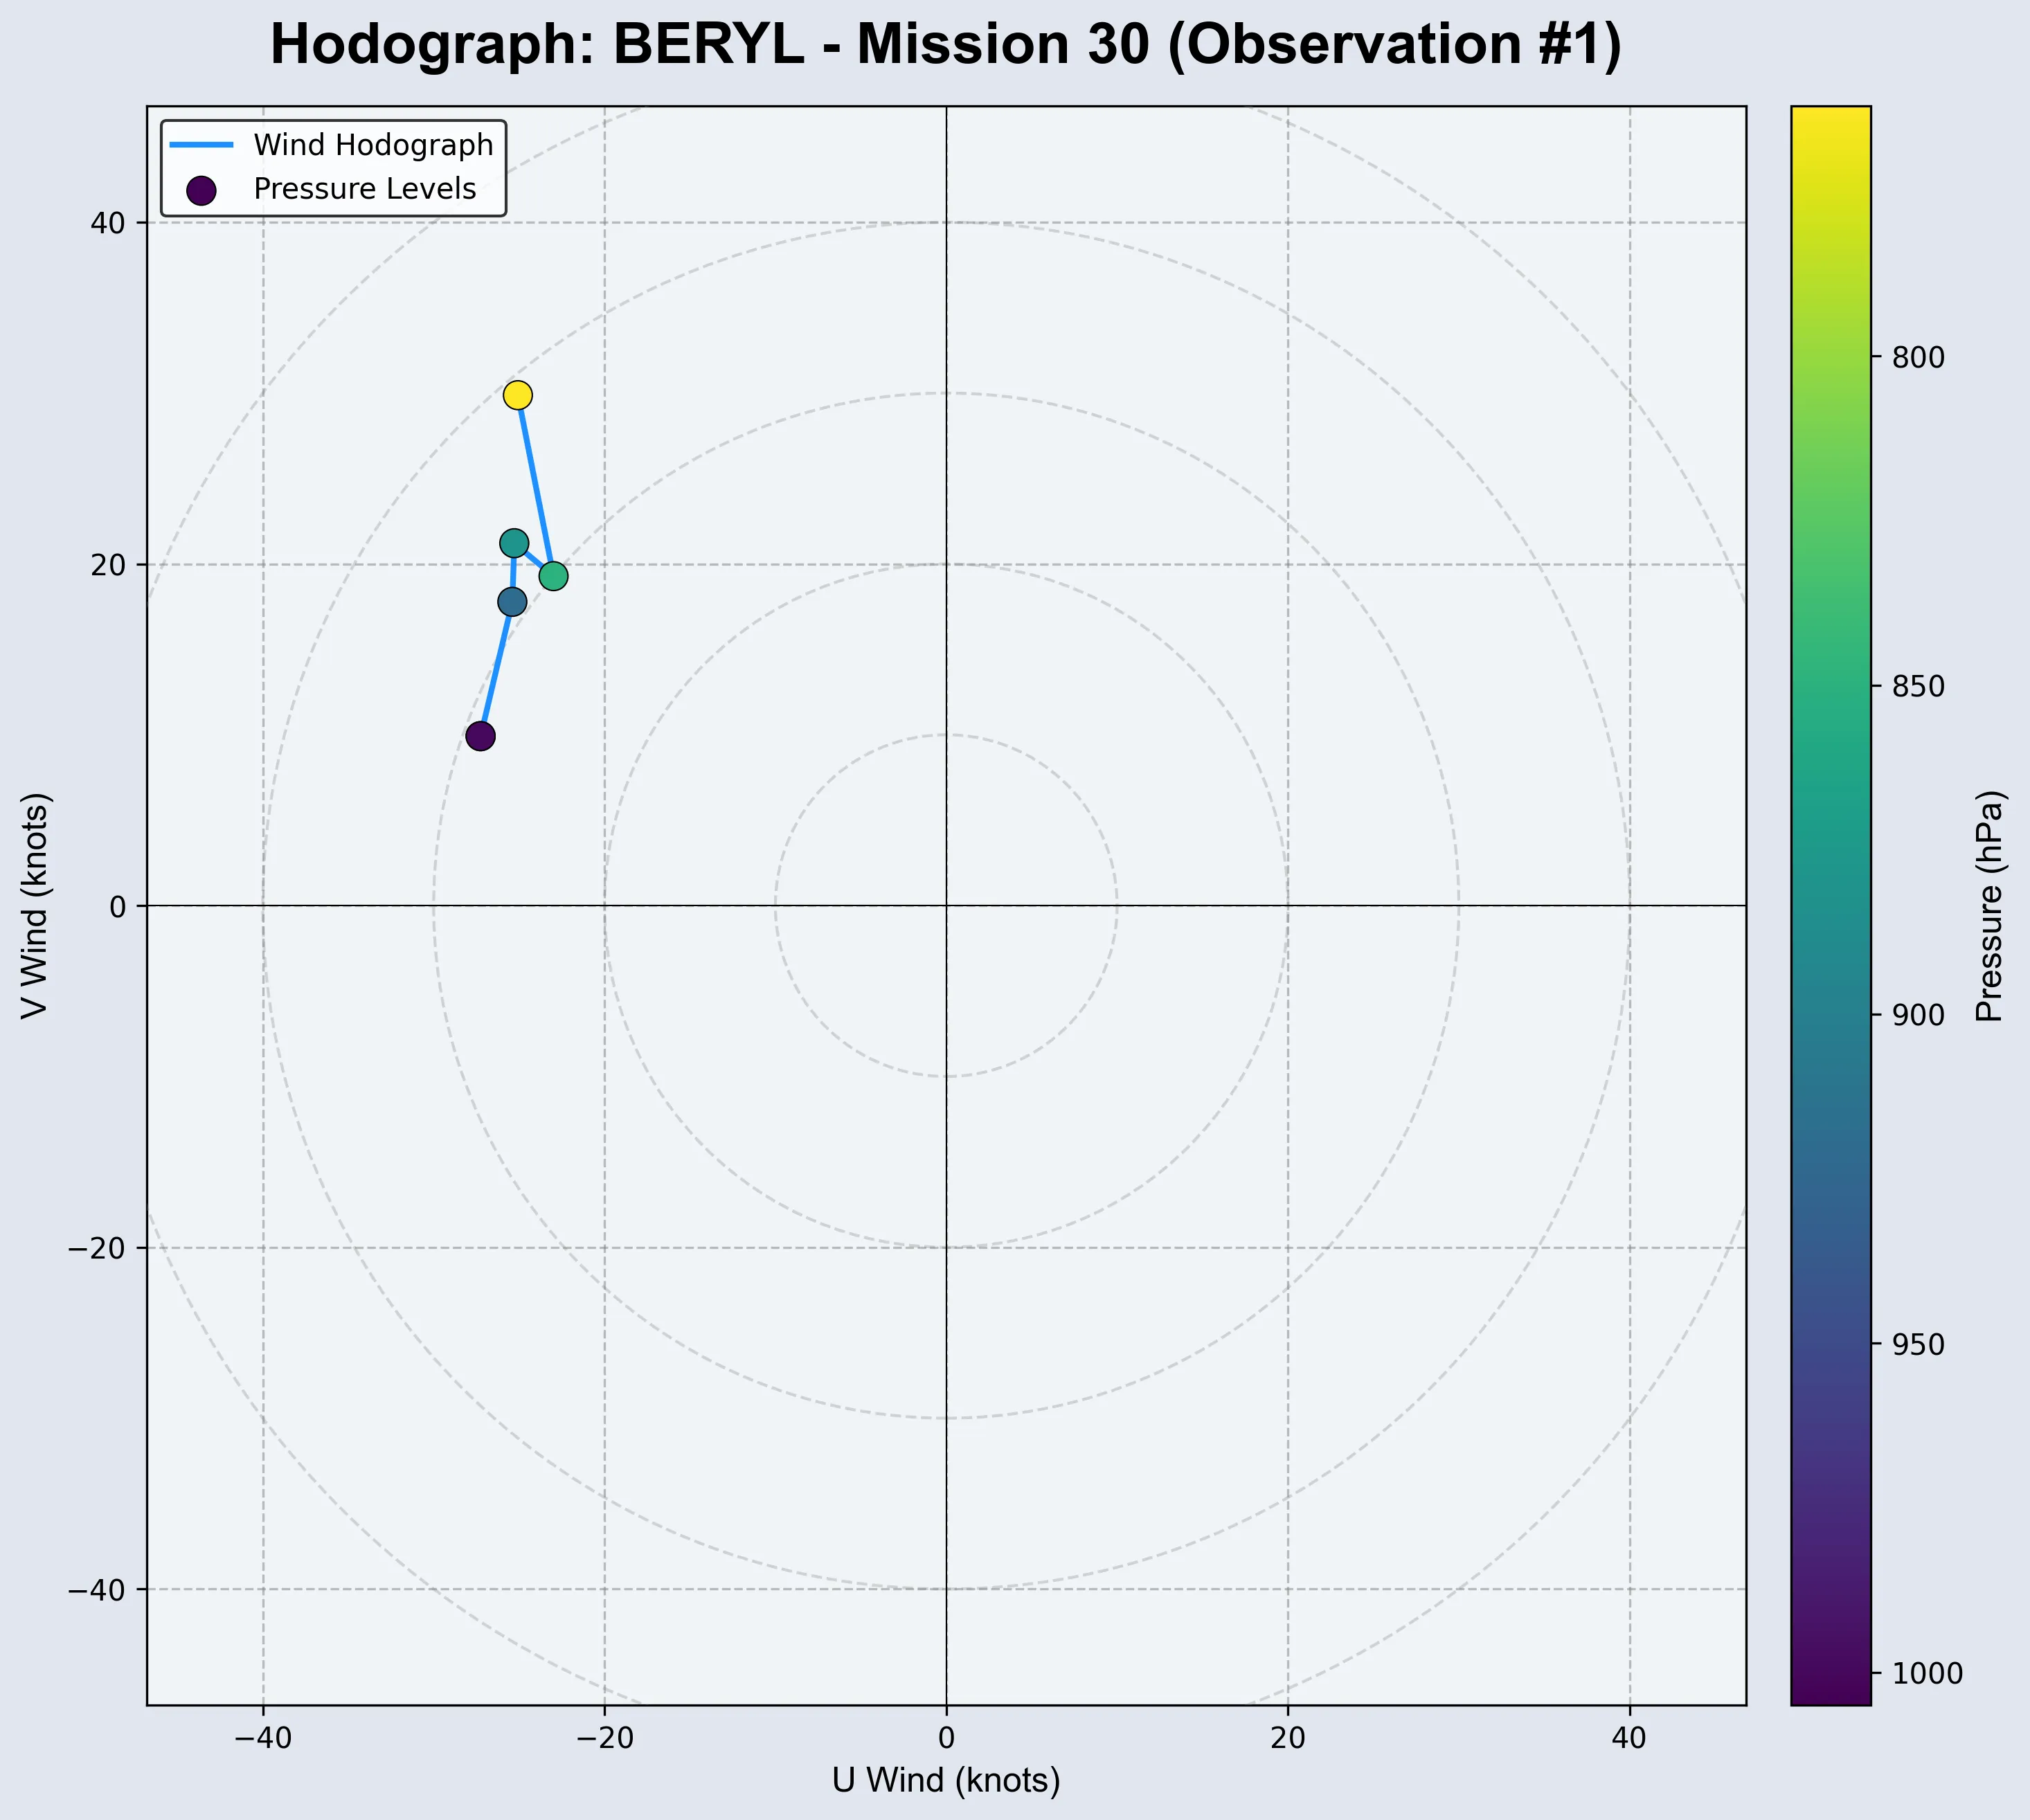 Hodograph: BERYL - Mission 30 (Observation #1)
Wind Hodograph
Pressure Levels
40
20
0
−20
−40
V Wind (knots)
−40
−20
0
20
40
U Wind (knots)
800
850
900
950
1000
Pressure (hPa)